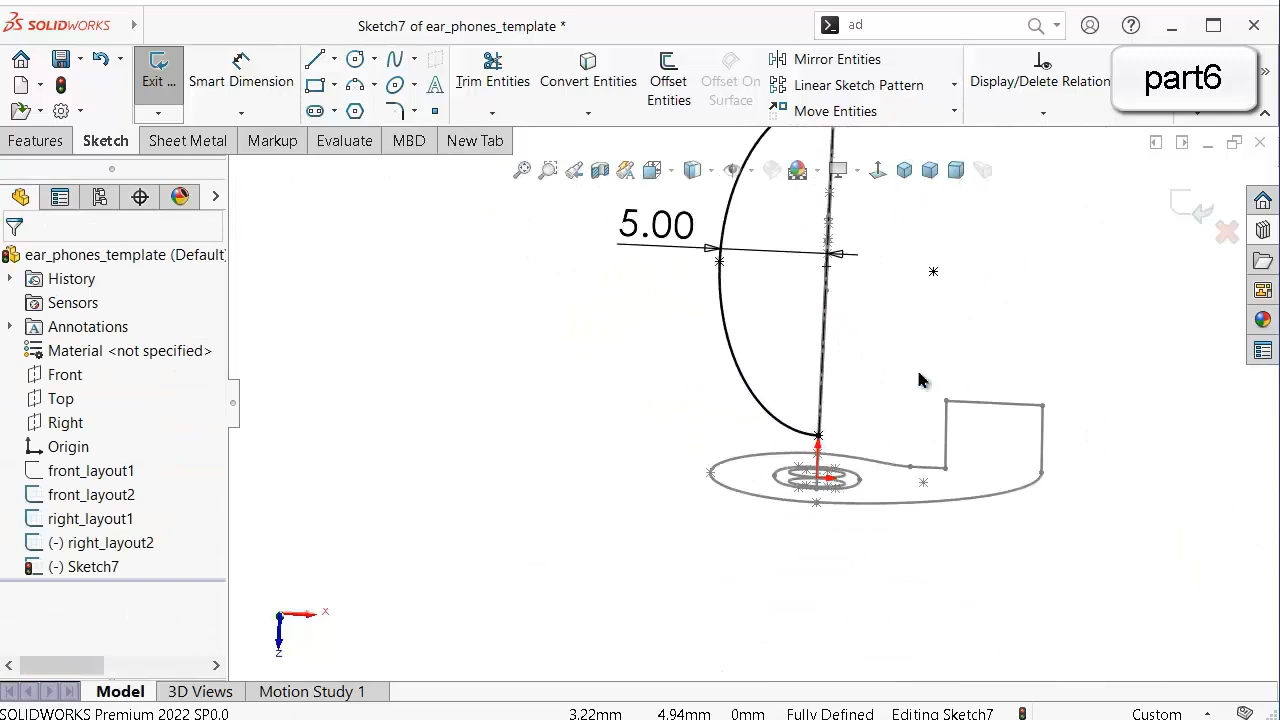 SOLIDWORKS
Sketch7 of ear_phones_template *
ad
Exit ...
Smart Dimension
Trim Entities
Convert Entities
Offset Entities
Offset On Surface
Mirror Entities
Linear Sketch Pattern
Move Entities
Display/Delete Relation
part6
Features
Sketch
Sheet Metal
Markup
Evaluate
MBD
New Tab
ear_phones_template (Default)
History
Sensors
Annotations
Material <not specified>
Front
Top
Right
Origin
front_layout1
front_layout2
right_layout1
(-) right_layout2
(-) Sketch7
5.00
x
z
Model
3D Views
Motion Study 1
SOLIDWORKS Premium 2022 SP0.0
3.22mm
4.94mm
0mm
Fully Defined
Editing Sketch7
Custom